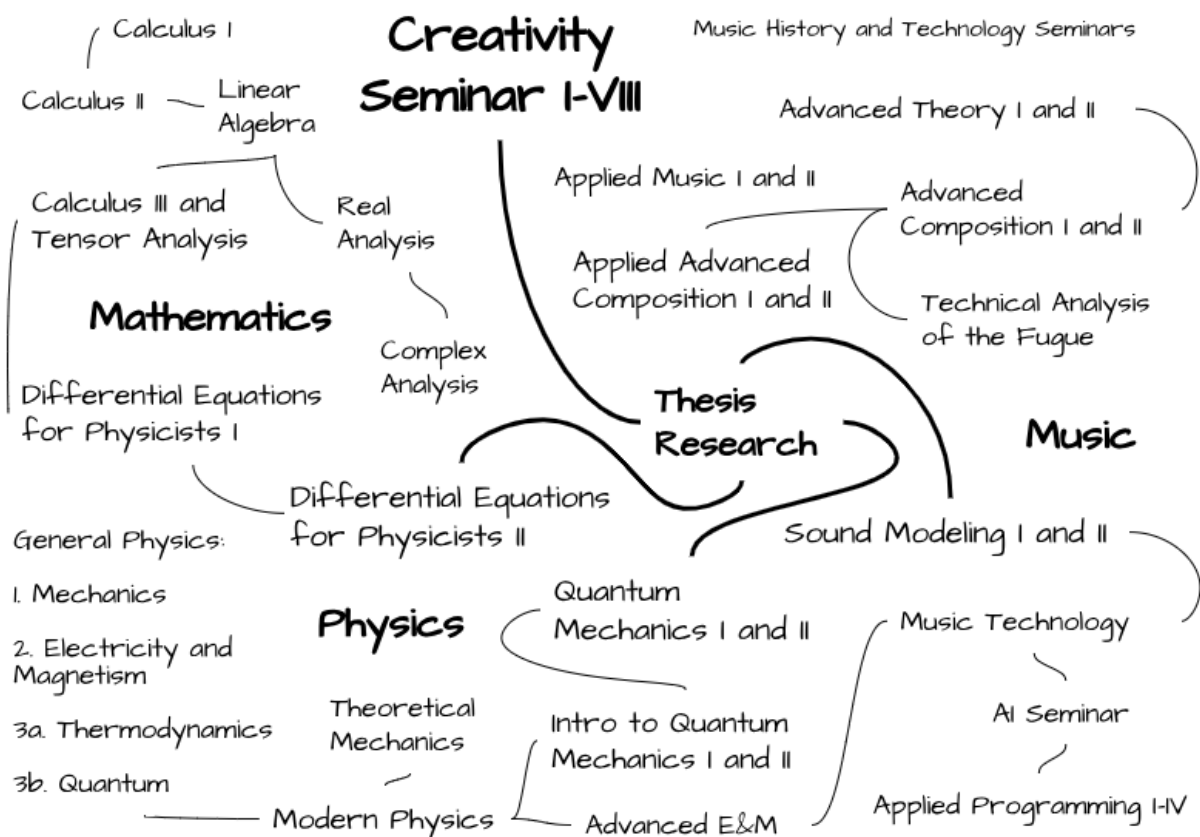 Calculus I
Calculus II
Linear
Algebra
Calculus III and
Tensor Analysis
Real
Analysis
Mathematics
Complex
Analysis
Differential Equations
for Physicists I
Differential Equations
for Physicists II
Creativity
Seminar I-VIII
Thesis
Research
Music History and Technology Seminars
Advanced Theory I and II
Applied Music I and II
Advanced
Composition I and II
Applied Advanced
Composition I and II
Technical Analysis
of the Fugue
Music
Sound Modeling I and II
Music Technology
AI Seminar
Applied Programming I-IV
General Physics:
1. Mechanics
2. Electricity and
Magnetism
3a. Thermodynamics
3b. Quantum
Physics
Theoretical
Mechanics
Modern Physics
Quantum
Mechanics I and II
Intro to Quantum
Mechanics I and II
Advanced E&M